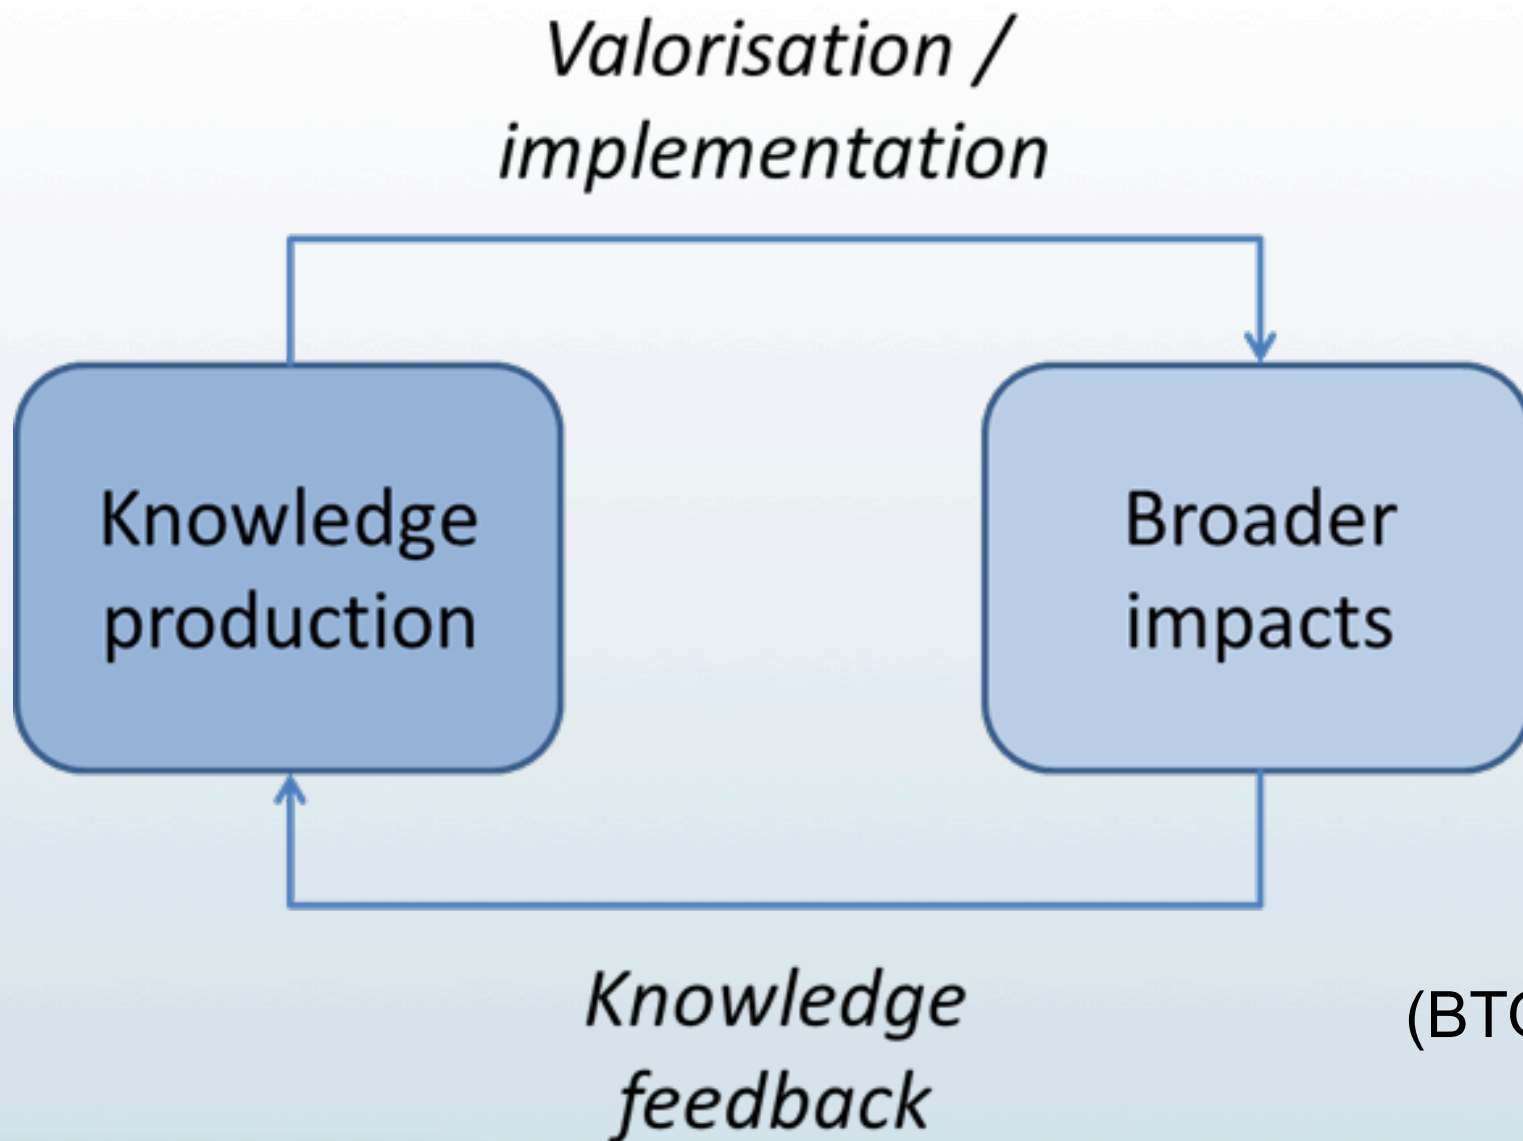 Valorisation /
implementation
Knowledge
production
Broader
impacts
Knowledge
feedback